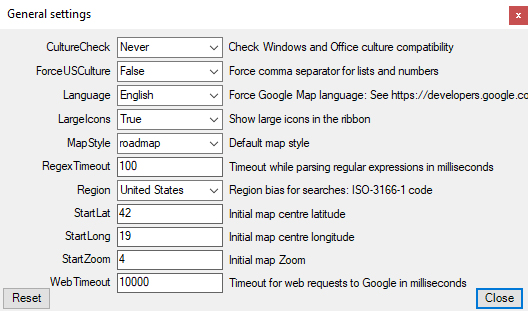 General settings x
CultureCheck Never Check Windows and Office culture compatibility
ForceUSCulture False Force comma separator for lists and numbers
Language English Force Google Map language: See https://developers.google.co
LargeIcons True Show large icons in the ribbon
MapStyle roadmap Default map style
RegexTimeout 100 Timeout while parsing regular expressions in milliseconds
Region United States Region bias for searches: ISO-3166-1 code
StartLat 42 Initial map centre latitude
StartLong 19 Initial map centre longitude
StartZoom 4 Initial map Zoom
WebTimeout 10000 Timeout for web requests to Google in milliseconds
Reset Close